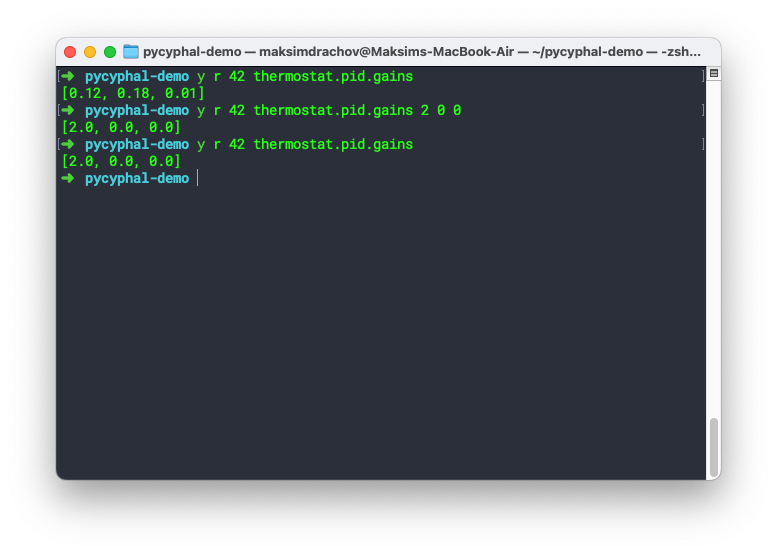 pycyphal-demo — maksimdrachov@Maksims-MacBook-Air — ~/pycyphal-demo — -zsh...
[➜ pycyphal-demo y r 42 thermostat.pid.gains ]
[0.12, 0.18, 0.01]
[➜ pycyphal-demo y r 42 thermostat.pid.gains 2 0 0 ]
[2.0, 0.0, 0.0]
[➜ pycyphal-demo y r 42 thermostat.pid.gains ]
[2.0, 0.0, 0.0]
➜ pycyphal-demo